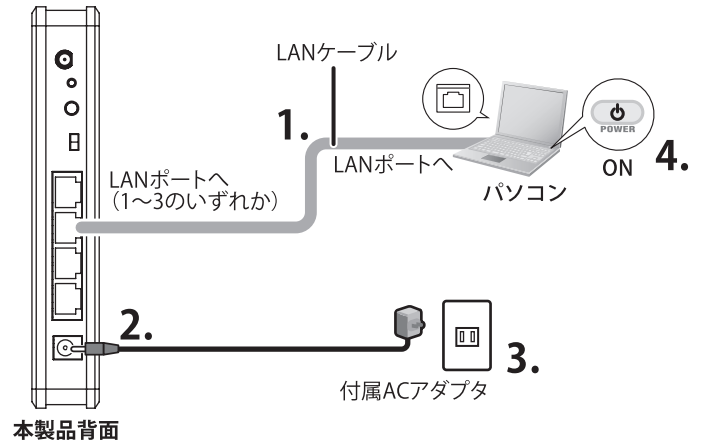 LANケーブル
1.
LANポートへ
(1～3のいずれか)
LANポートへ
パソコン
POWER
ON
4.
2.
3.
付属ACアダプタ
本製品背面